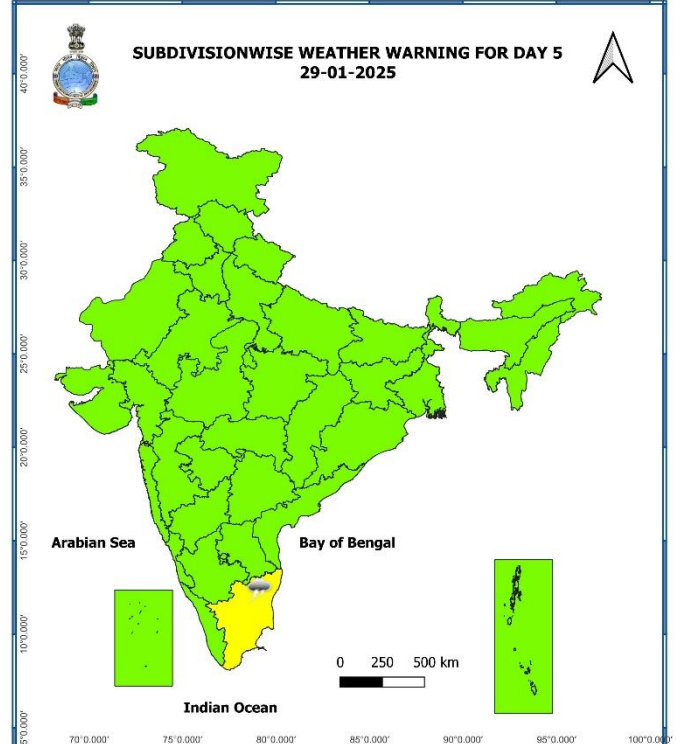 SUBDIVISIONWISE WEATHER WARNING FOR DAY 5
29-01-2025
40°0.000'
35°0.000'
30°0.000'
25°0.000'
20°0.000'
15°0.000'
10°0.000'
5°0.000'
Arabian Sea
Bay of Bengal
0 250 500 km
Indian Ocean
70°0.000' 75°0.000' 80°0.000' 85°0.000' 90°0.000' 95°0.000' 100°0.000'